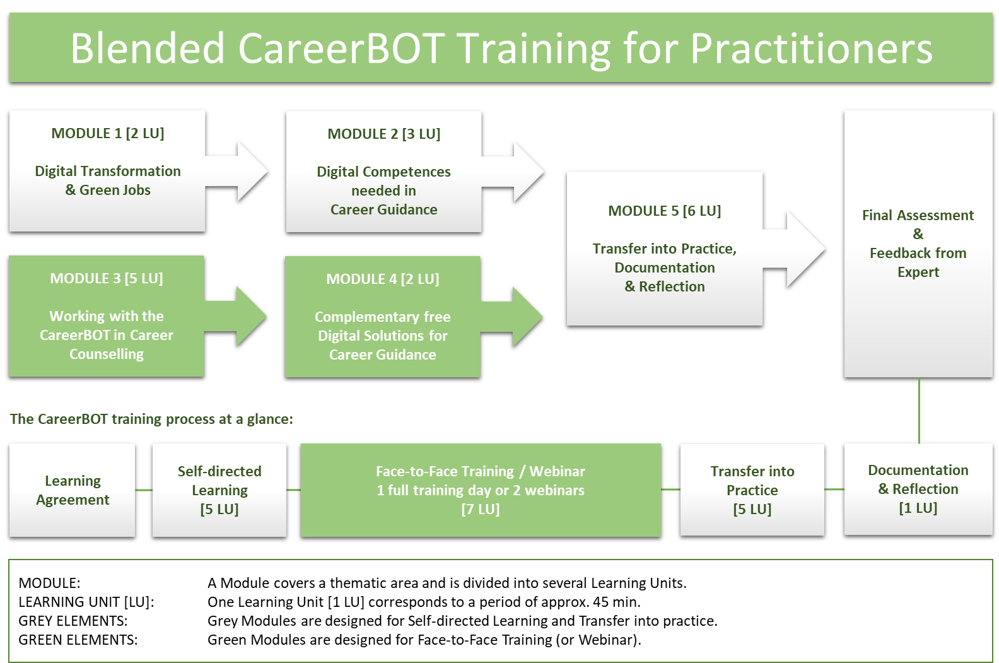 Blended CareerBOT Training for Practitioners
MODULE 1 [2 LU]
Digital Transformation
& Green Jobs
MODULE 2 [3 LU]
Digital Competences
needed in
Career Guidance
MODULE 3 [5 LU]
Working with the
CareerBOT in Career
Counselling
MODULE 4 [2 LU]
Complementary free
Digital Solutions for
Career Guidance
MODULE 5 [6 LU]
Transfer into Practice,
Documentation
& Reflection
Final Assessment
&
Feedback from
Expert
The CareerBOT training process at a glance:
Learning
Agreement
Self-directed
Learning
[5 LU]
Face-to-Face Training / Webinar
1 full training day or 2 webinars
[7 LU]
Transfer into
Practice
[5 LU]
Documentation
& Reflection
[1 LU]
MODULE: A Module covers a thematic area and is divided into several Learning Units.
LEARNING UNIT [LU]: One Learning Unit [1 LU] corresponds to a period of approx. 45 min.
GREY ELEMENTS: Grey Modules are designed for Self-directed Learning and Transfer into practice.
GREEN ELEMENTS: Green Modules are designed for Face-to-Face Training (or Webinar).